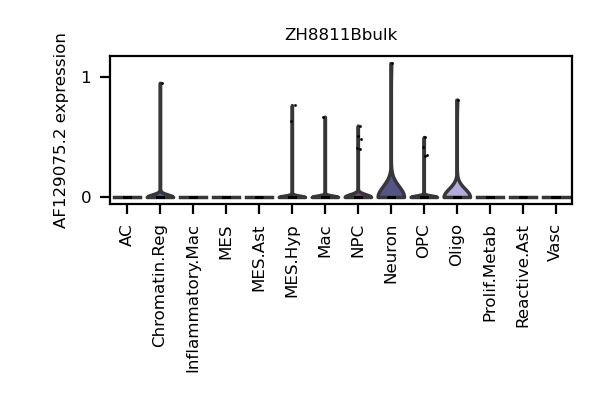 ZH8811Bbulk
AF129075.2 expression
1
0
AC
Chromatin.Reg
Inflammatory.Mac
MES
MES.Ast
MES.Hyp
Mac
NPC
Neuron
OPC
Oligo
Prolif.Metab
Reactive.Ast
Vasc